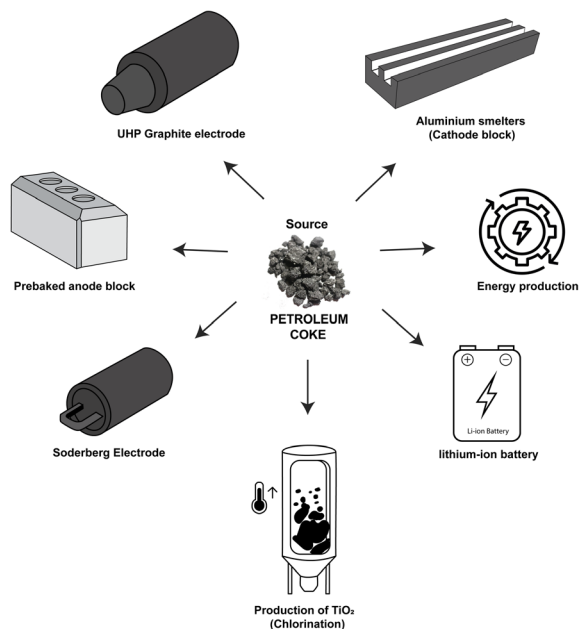 UHP Graphite electrode
Aluminium smelters
(Cathode block)
Source
Prebaked anode block
PETROLEUM
COKE
Energy production
Soderberg Electrode
+ −
Li-ion Battery
lithium-ion battery
Production of TiO₂
(Chlorination)